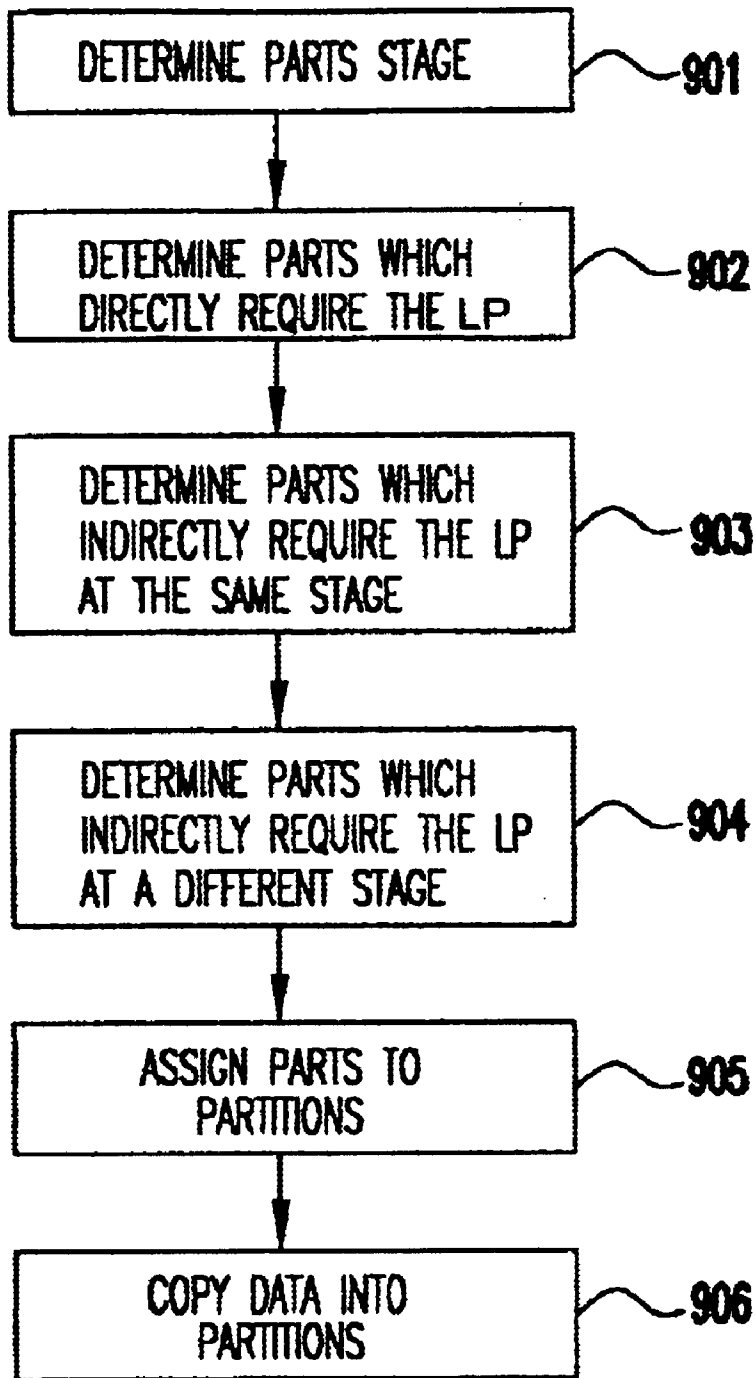 DETERMINE PARTS STAGE
901
DETERMINE PARTS WHICH
DIRECTLY REQUIRE THE LP
902
DETERMINE PARTS WHICH
INDIRECTLY REQUIRE THE LP
AT THE SAME STAGE
903
DETERMINE PARTS WHICH
INDIRECTLY REQUIRE THE LP
AT A DIFFERENT STAGE
904
ASSIGN PARTS TO
PARTITIONS
905
COPY DATA INTO
PARTITIONS
906